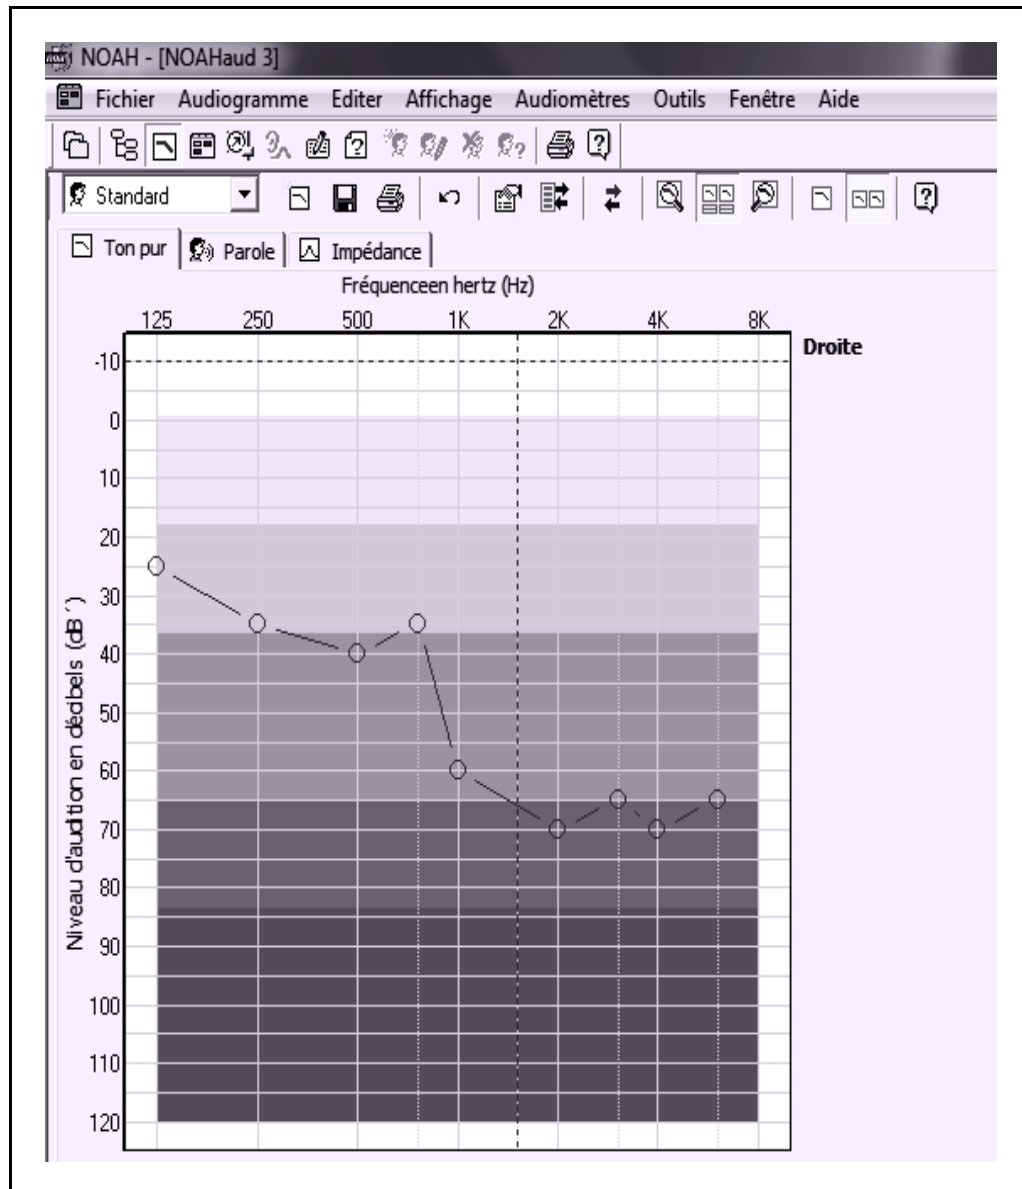 NOAH - [NOAHaud 3]
Fichier Audiogramme Editer Affichage Audiomètres Outils Fenêtre Aide
Standard
Ton pur Parole Impédance
Fréquenceen hertz (Hz)
125 250 500 1K 2K 4K 8K
Droite
Niveau d'audition en dédbels (dB´)
-10
0
10
20
30
40
50
60
70
80
90
100
110
120